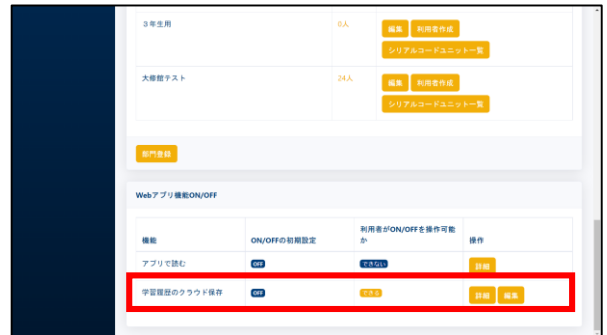 ３年生用 0人 編集 利用者作成
シリアルコードユニット一覧
大修館テスト 24人 編集 利用者作成
シリアルコードユニット一覧
部門登録
Webアプリ機能ON/OFF
機能 ON/OFFの初期設定 利用者がON/OFFを操作可能か 操作
アプリで読む OFF できない 詳細
学習履歴のクラウド保存 OFF できる 詳細 編集